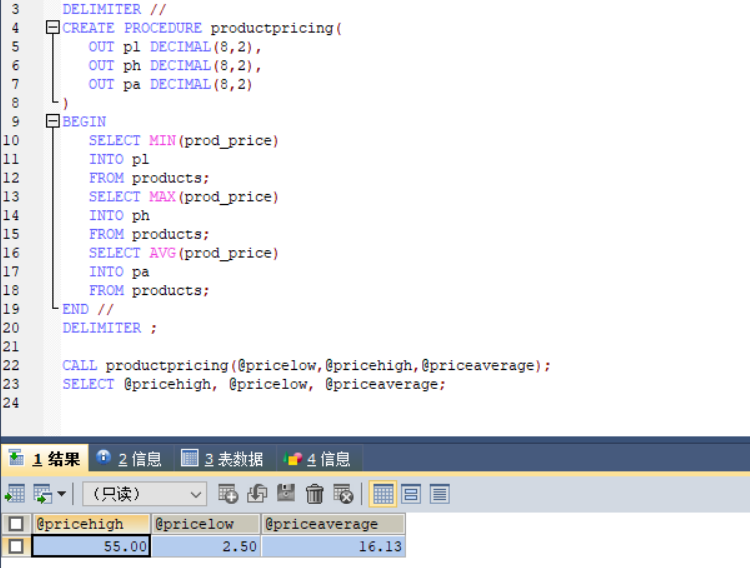 3 DELIMITER //
4 CREATE PROCEDURE productpricing(
5 OUT pl DECIMAL(8,2),
6 OUT ph DECIMAL(8,2),
7 OUT pa DECIMAL(8,2)
8 )
9 BEGIN
10 SELECT MIN(prod_price)
11 INTO pl
12 FROM products;
13 SELECT MAX(prod_price)
14 INTO ph
15 FROM products;
16 SELECT AVG(prod_price)
17 INTO pa
18 FROM products;
19 END //
20 DELIMITER ;
21
22 CALL productpricing(@pricelow,@pricehigh,@priceaverage);
23 SELECT @pricehigh, @pricelow, @priceaverage;
24
1 结果 2 信息 3 表数据 4 信息
（只读）
@pricehigh @pricelow @priceaverage
55.00 2.50 16.13